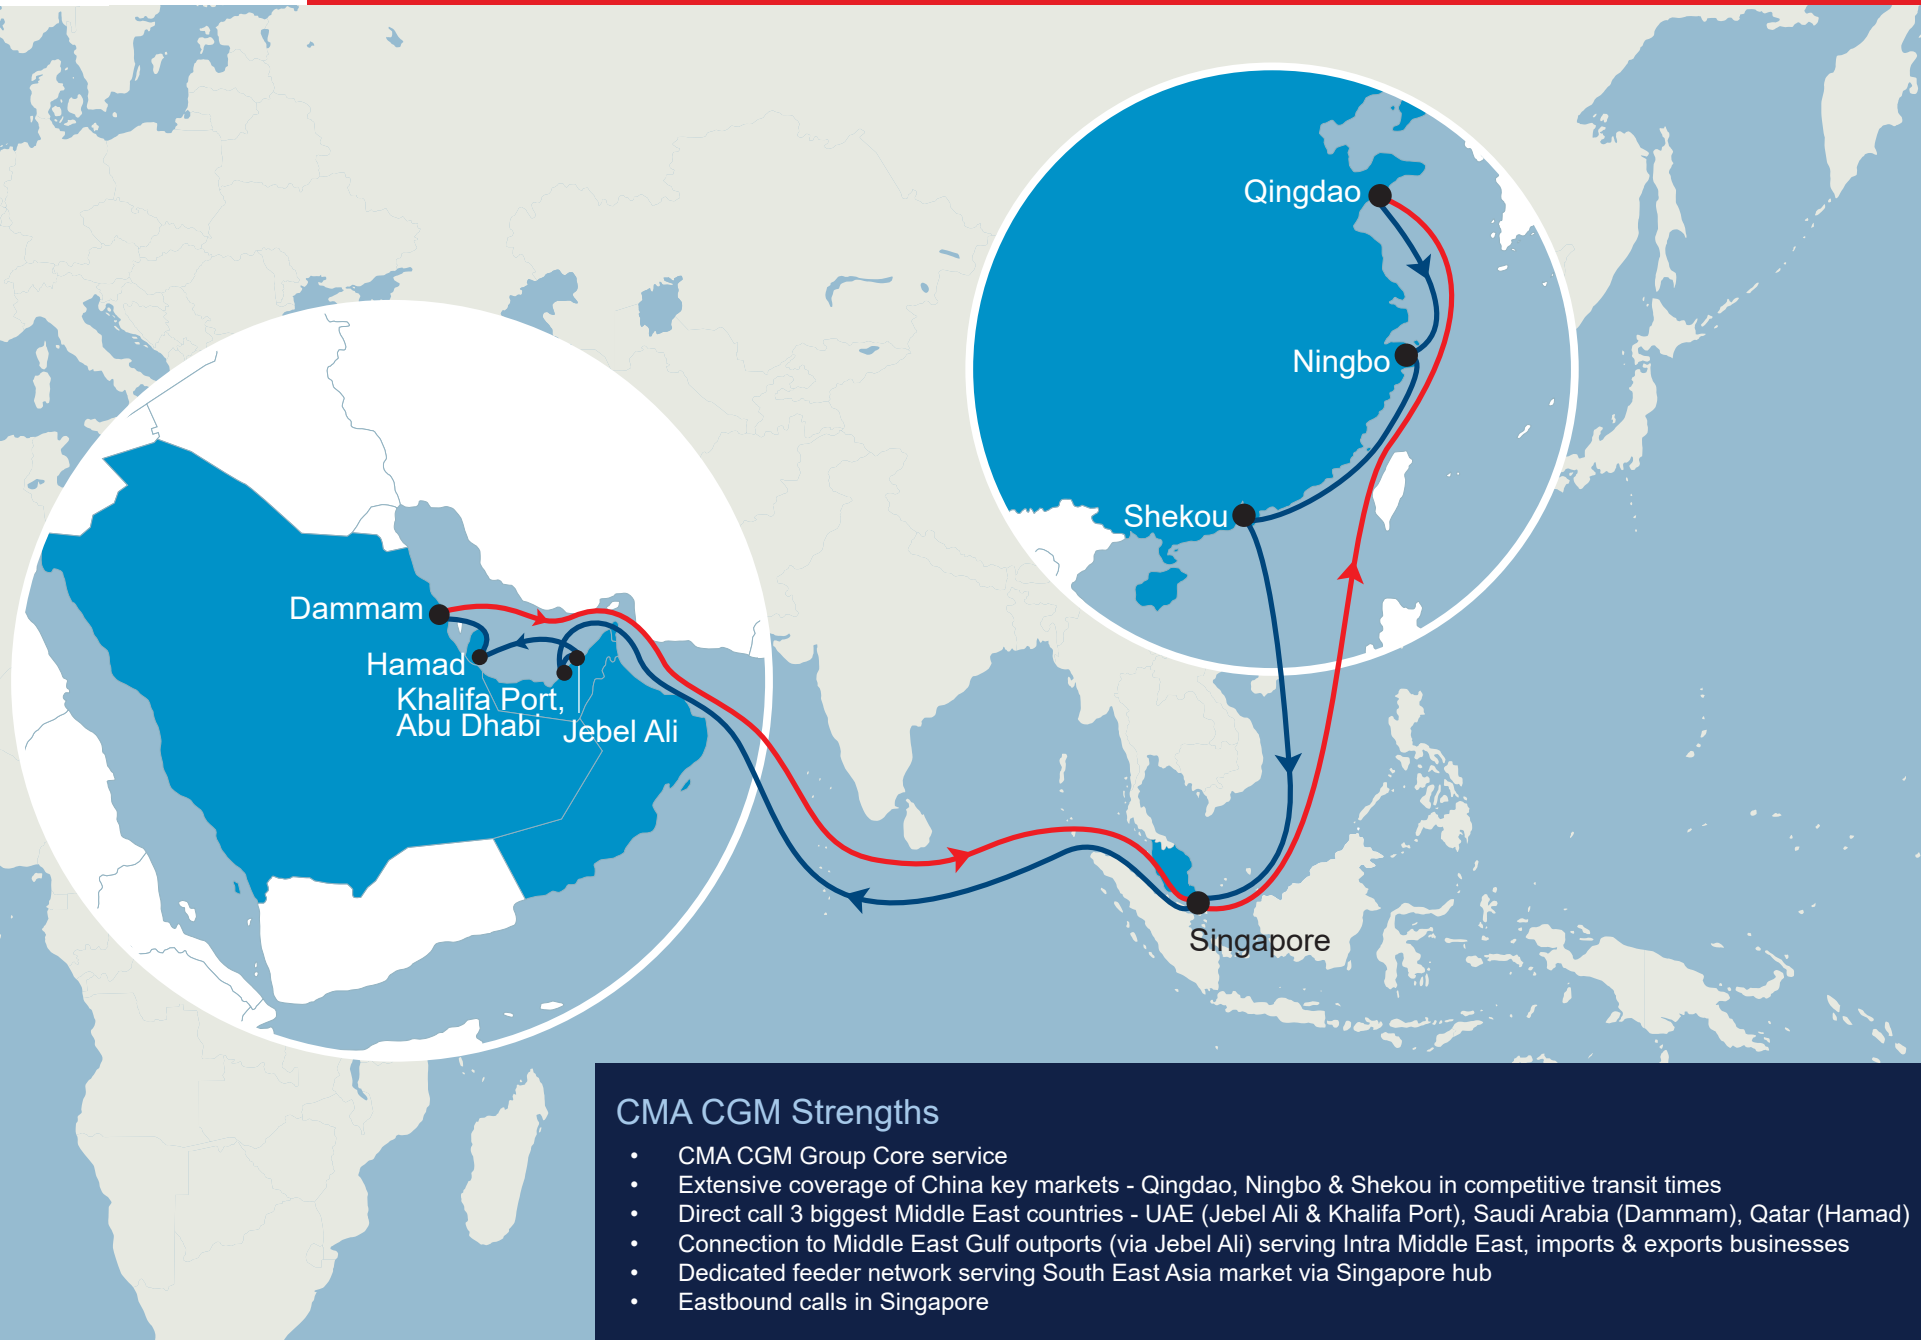 Qingdao
Ningbo
Shekou
Dammam
Hamad
Khalifa Port,
Abu Dhabi
Jebel Ali
Singapore
CMA CGM Strengths
• CMA CGM Group Core service
• Extensive coverage of China key markets - Qingdao, Ningbo & Shekou in competitive transit times
• Direct call 3 biggest Middle East countries - UAE (Jebel Ali & Khalifa Port), Saudi Arabia (Dammam), Qatar (Hamad)
• Connection to Middle East Gulf outports (via Jebel Ali) serving Intra Middle East, imports & exports businesses
• Dedicated feeder network serving South East Asia market via Singapore hub
• Eastbound calls in Singapore